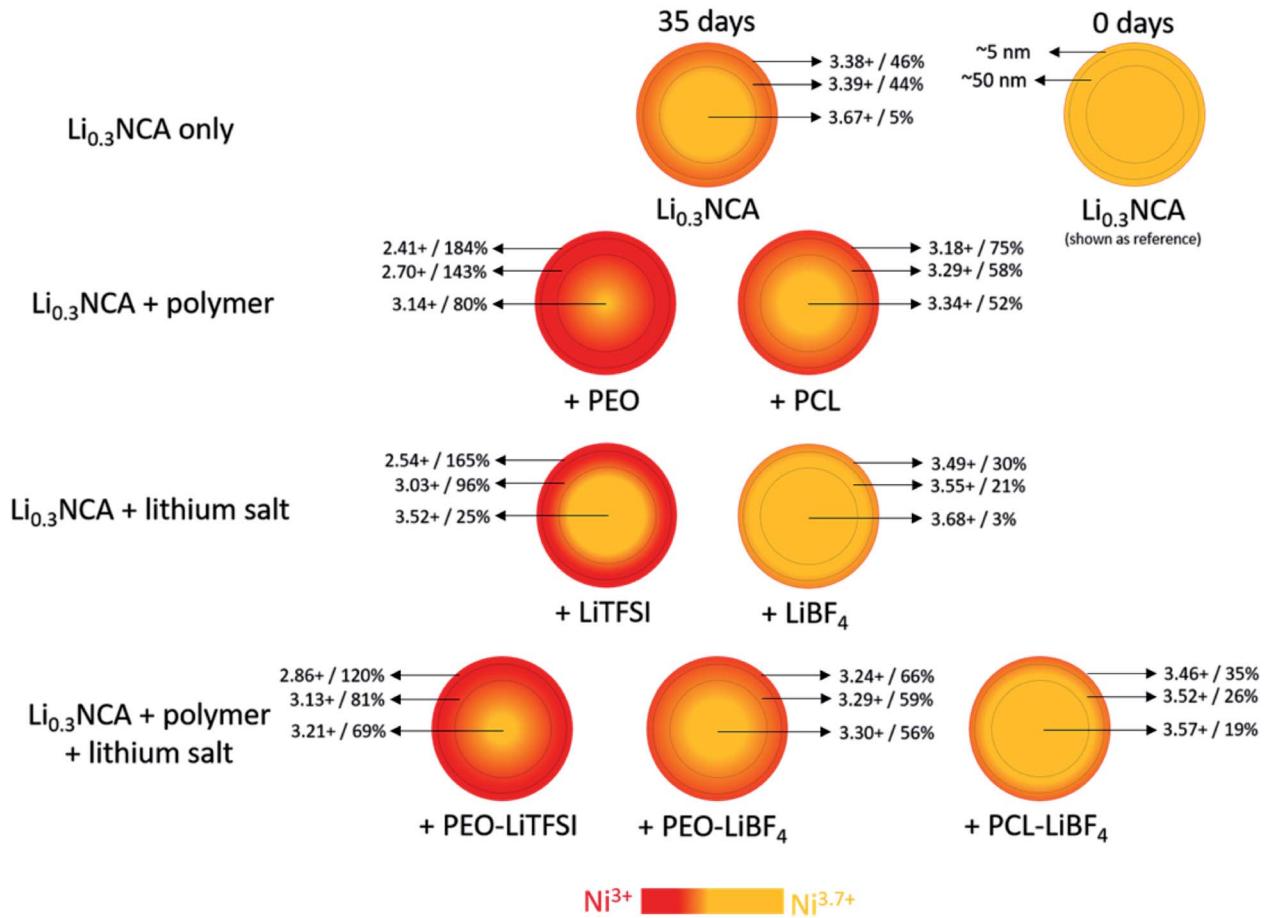 35 days
0 days
Li₀.₃NCA only
3.38+ / 46%
3.39+ / 44%
3.67+ / 5%
~5 nm
~50 nm
Li₀.₃NCA
Li₀.₃NCA
(shown as reference)
Li₀.₃NCA + polymer
2.41+ / 184%
2.70+ / 143%
3.14+ / 80%
3.18+ / 75%
3.29+ / 58%
3.34+ / 52%
+ PEO
+ PCL
Li₀.₃NCA + lithium salt
2.54+ / 165%
3.03+ / 96%
3.52+ / 25%
3.49+ / 30%
3.55+ / 21%
3.68+ / 3%
+ LiTFSI
+ LiBF₄
Li₀.₃NCA + polymer
+ lithium salt
2.86+ / 120%
3.13+ / 81%
3.21+ / 69%
3.24+ / 66%
3.29+ / 59%
3.30+ / 56%
3.46+ / 35%
3.52+ / 26%
3.57+ / 19%
+ PEO-LiTFSI
+ PEO-LiBF₄
+ PCL-LiBF₄
Ni³⁺
Ni³·⁷⁺